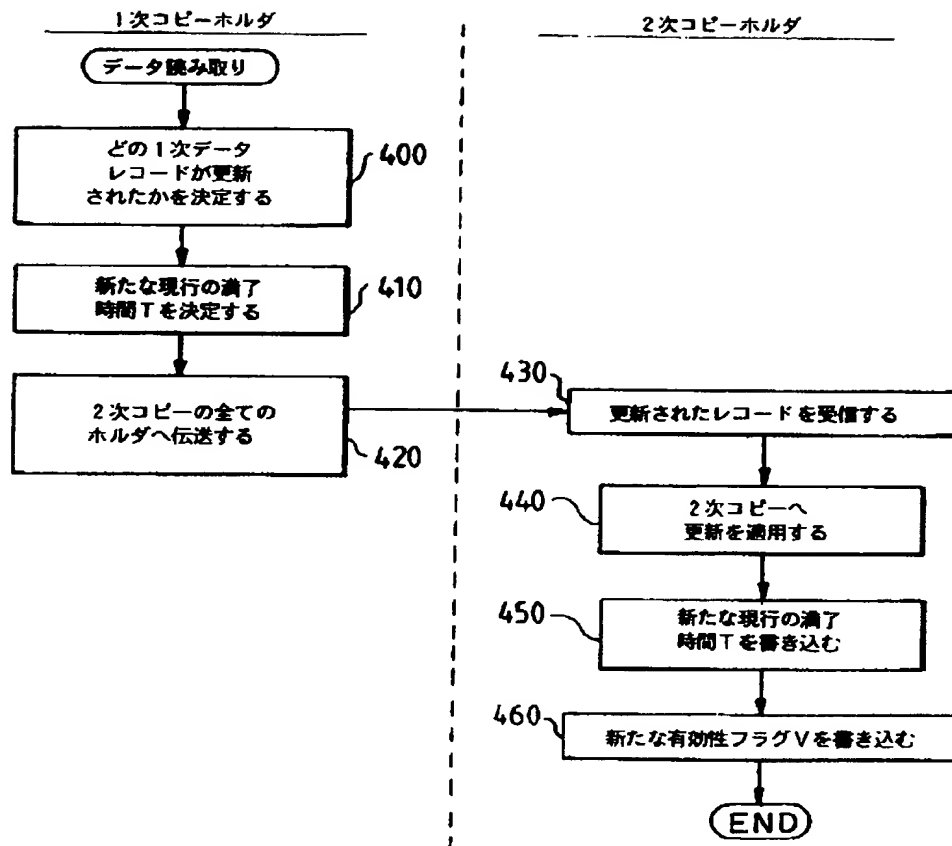 1次コピーホルダ
データ読み取り
どの1次データ
レコードが更新
されたかを決定する
400
新たな現行の満了
時間Tを決定する
410
2次コピーの全ての
ホルダへ伝送する
420
2次コピーホルダ
430
更新されたレコードを受信する
440
2次コピーへ
更新を適用する
450
新たな現行の満了
時間Tを書き込む
460
新たな有効性フラグVを書き込む
END